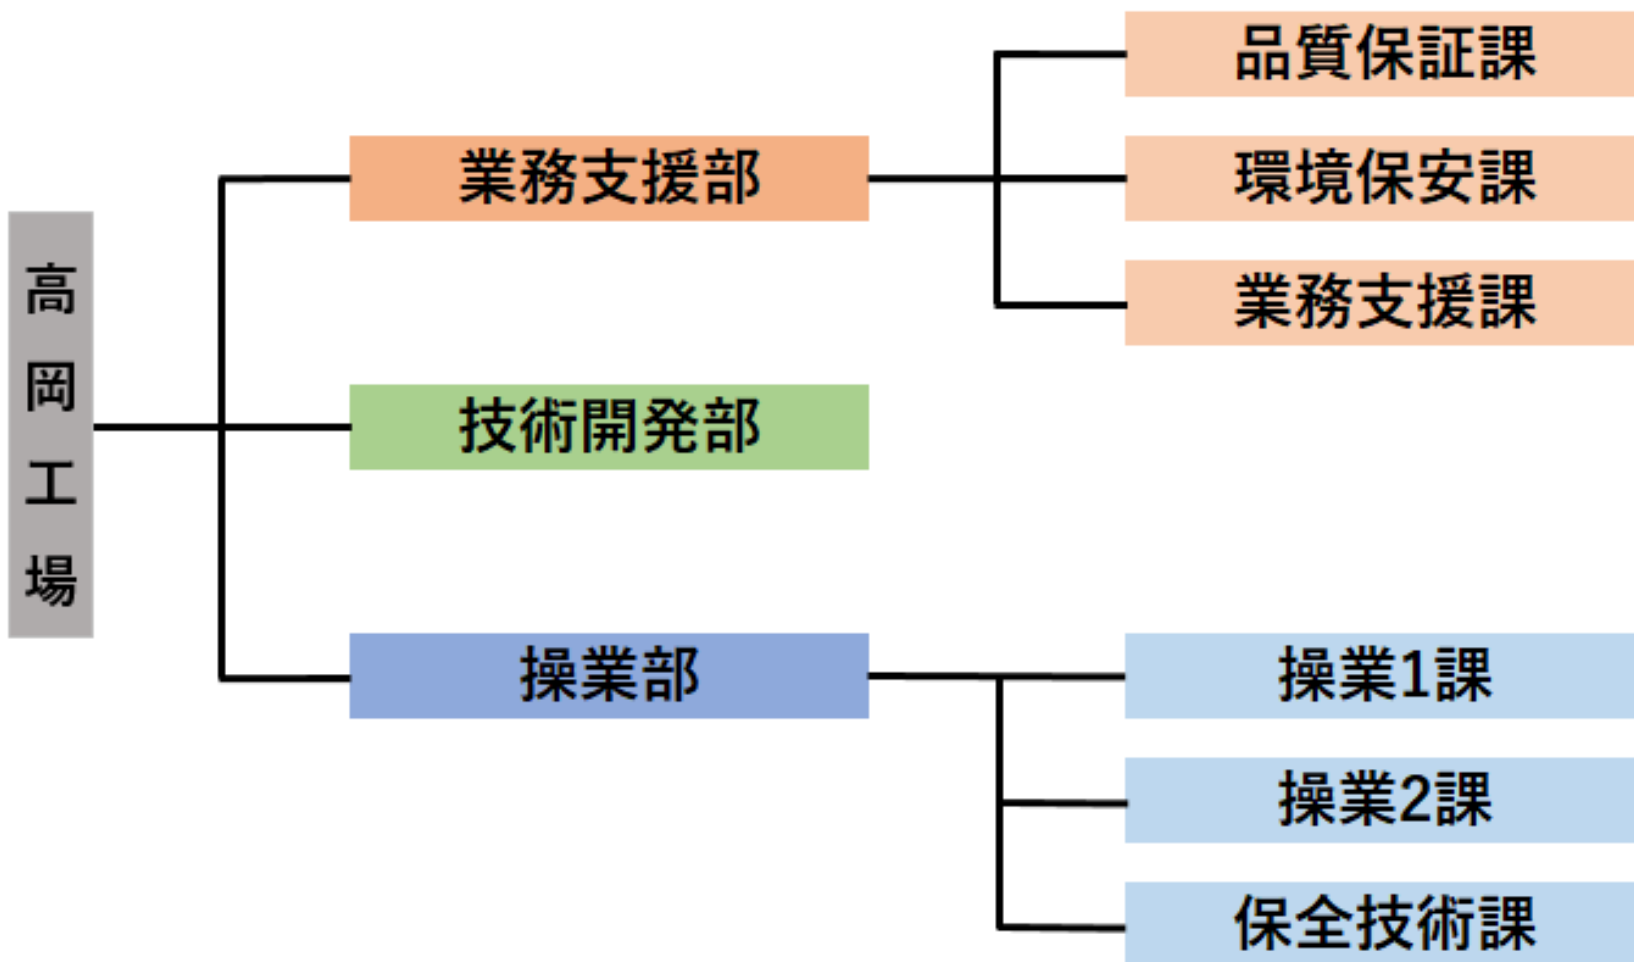 高岡工場
業務支援部
品質保証課
環境保安課
業務支援課
技術開発部
操業部
操業1課
操業2課
保全技術課